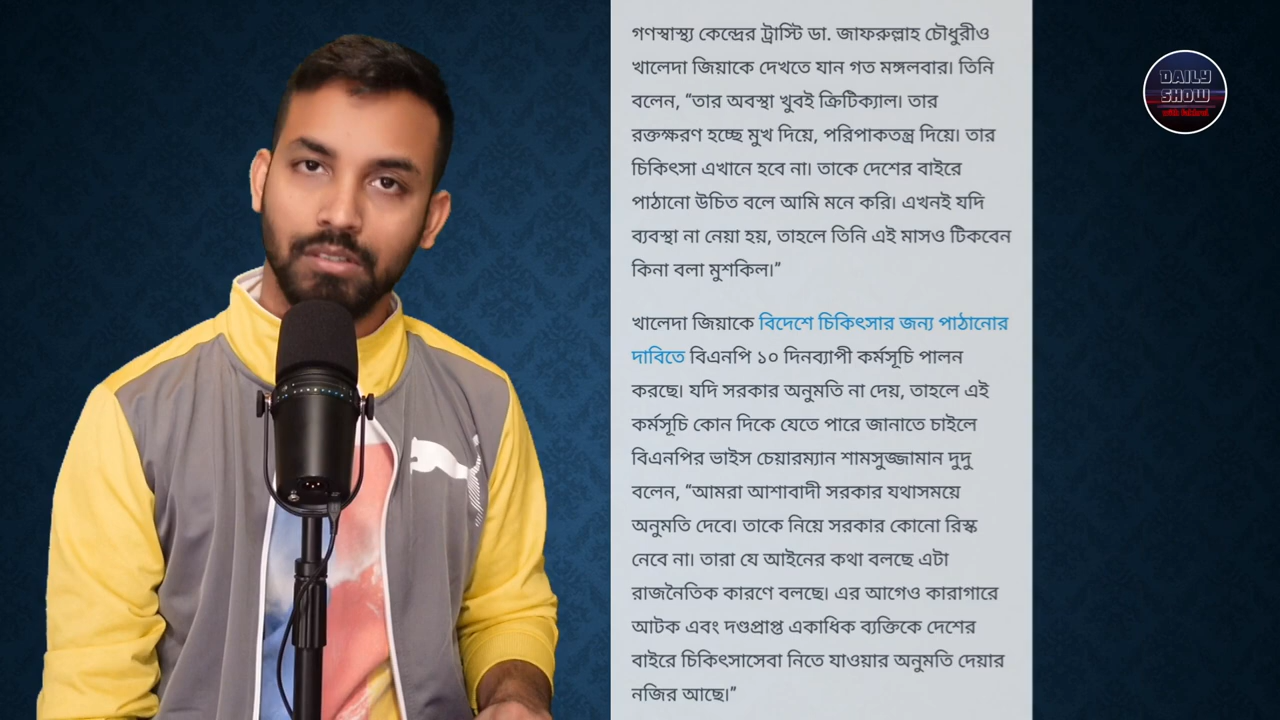 গণস্বাস্থ্য কেন্দ্রের ট্রাস্টি ডা. জাফরুল্লাহ চৌধুরীও
খালেদা জিয়াকে দেখতে যান গত মঙ্গলবার। তিনি
বলেন, "তার অবস্থা খুবই ক্রিটিক্যাল। তার
রক্তক্ষরণ হচ্ছে মুখ দিয়ে, পরিপাকতন্ত্র দিয়ে। তার
চিকিৎসা এখানে হবে না। তাকে দেশের বাইরে
পাঠানো উচিত বলে আমি মনে করি। এখনই যদি
ব্যবস্থা না নেয়া হয়, তাহলে তিনি এই মাসও টিকবেন
কিনা বলা মুশকিল।"
খালেদা জিয়াকে বিদেশে চিকিৎসার জন্য পাঠানোর
দাবিতে বিএনপি ১০ দিনব্যাপী কর্মসূচি পালন
করছে। যদি সরকার অনুমতি না দেয়, তাহলে এই
কর্মসূচি কোন দিকে যেতে পারে জানাতে চাইলে
বিএনপির ভাইস চেয়ারম্যান শামসুজ্জামান দুদু
বলেন, "আমরা আশাবাদী সরকার যথাসময়ে
অনুমতি দেবে। তাকে নিয়ে সরকার কোনো রিস্ক
নেবে না। তারা যে আইনের কথা বলছে এটা
রাজনৈতিক কারণে বলছে। এর আগেও কারাগারে
আটক এবং দণ্ডপ্রাপ্ত একাধিক ব্যক্তিকে দেশের
বাইরে চিকিৎসাসেবা নিতে যাওয়ার অনুমতি দেয়ার
নজির আছে।"
DAILY
SHOW